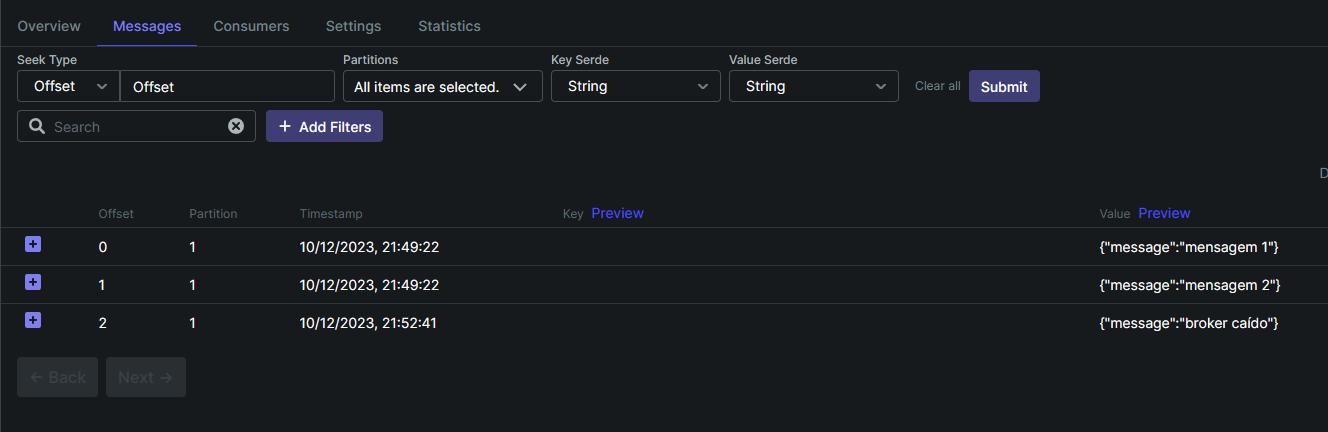 Overview Messages Consumers Settings Statistics
Seek Type Partitions Key Serde Value Serde
Offset Offset All items are selected. String String Clear all Submit
Search + Add Filters
D
Offset Partition Timestamp Key Preview Value Preview
0 1 10/12/2023, 21:49:22 {"message":"mensagem 1"}
1 1 10/12/2023, 21:49:22 {"message":"mensagem 2"}
2 1 10/12/2023, 21:52:41 {"message":"broker caído"}
← Back Next →